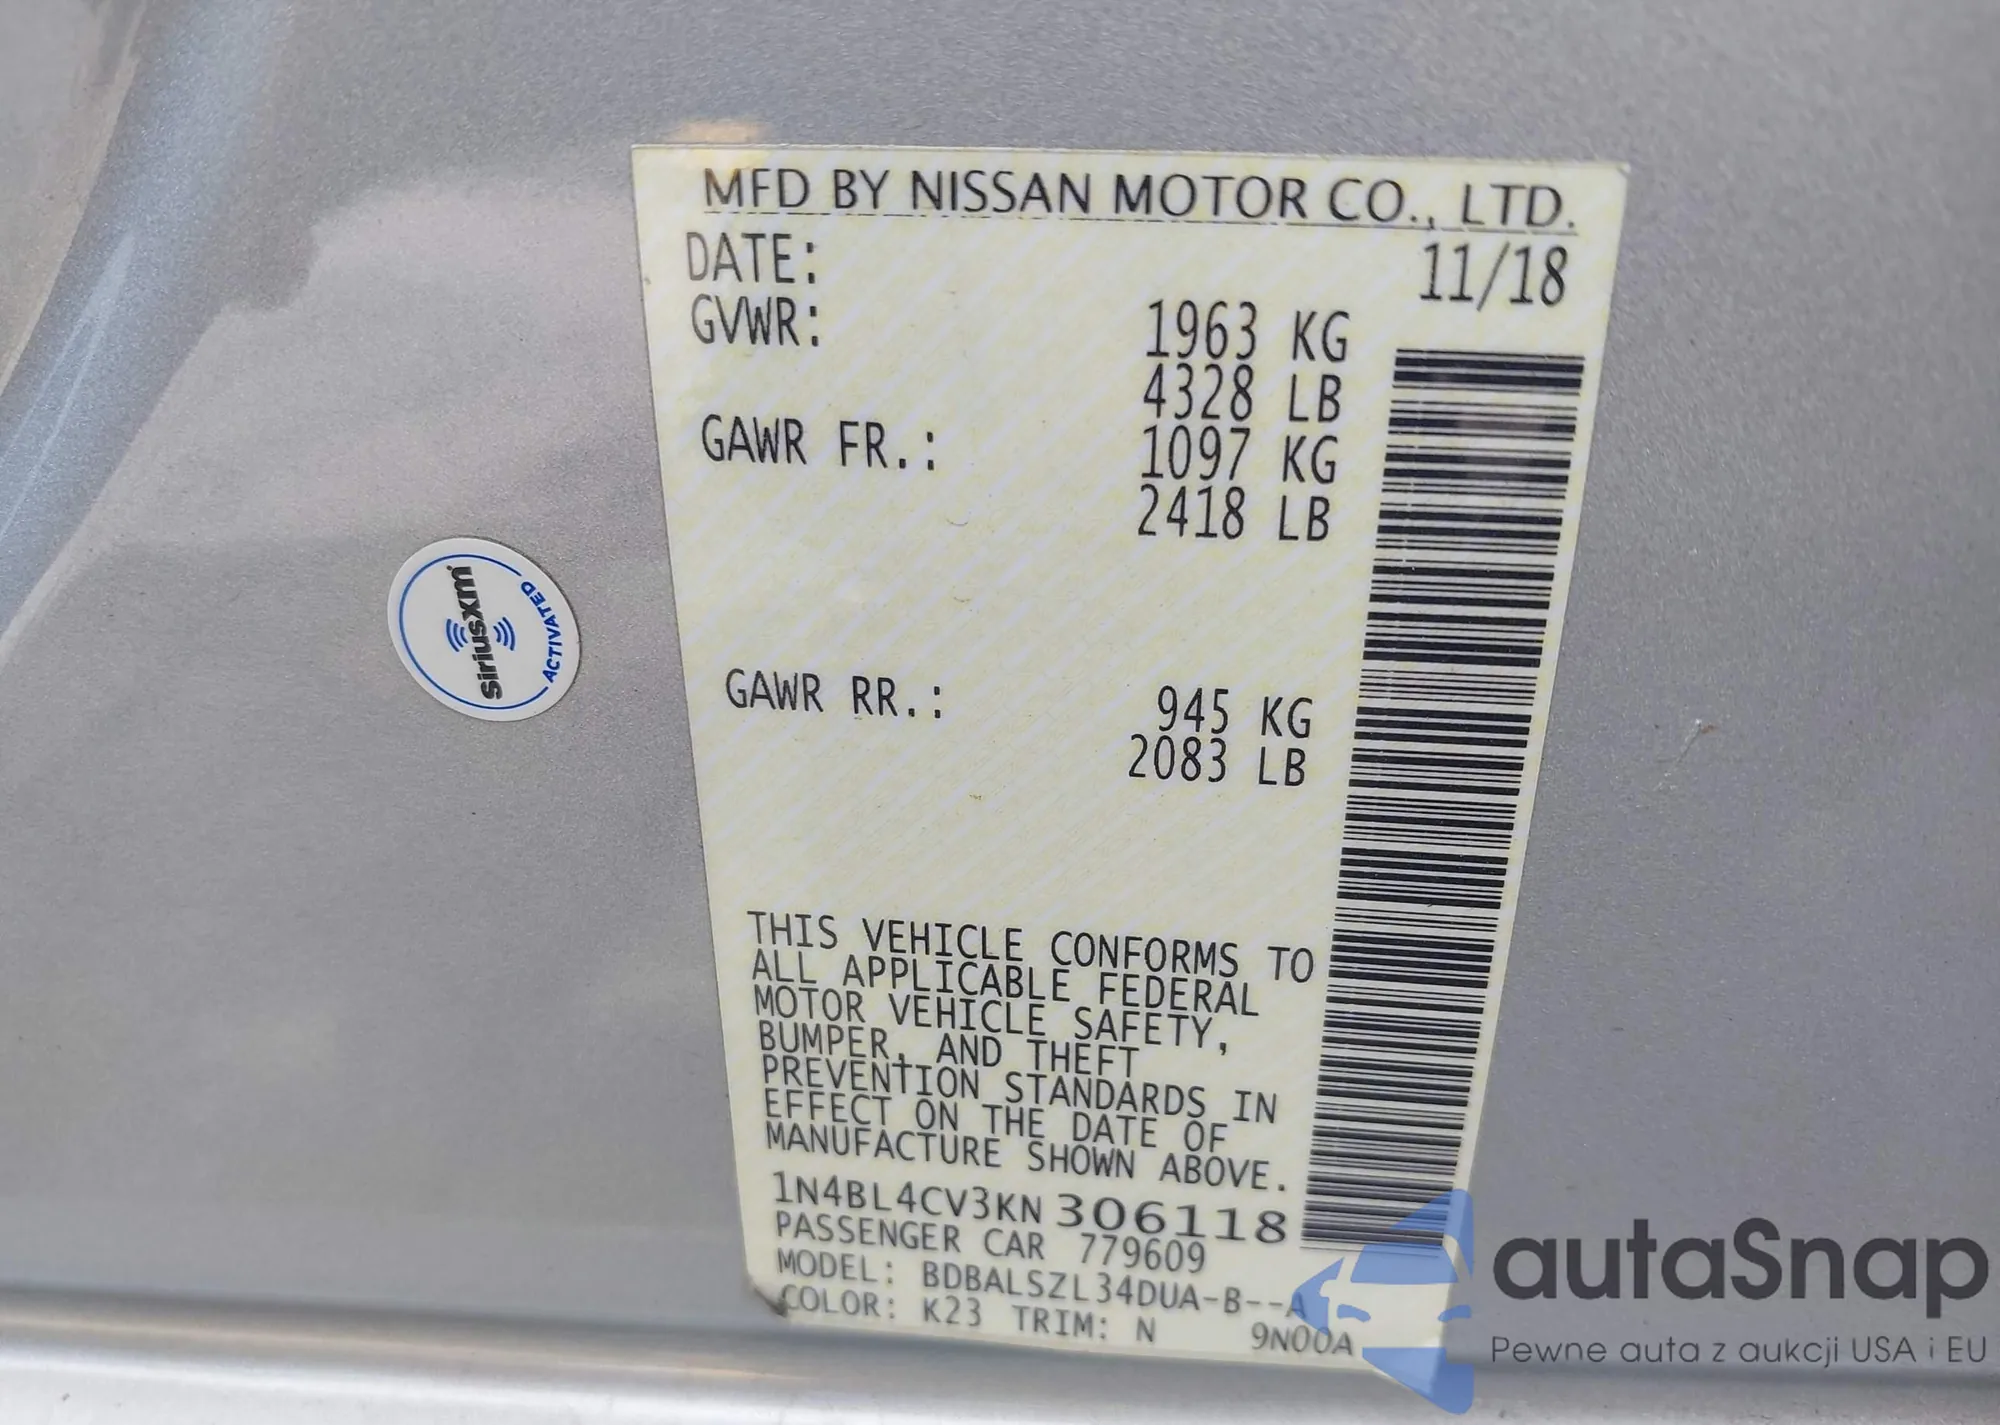 MFD BY NISSAN MOTOR CO., LTD.
DATE: 11/18
GVWR: 1963 KG
4328 LB
GAWR FR.: 1097 KG
2418 LB
GAWR RR.: 945 KG
2083 LB
THIS VEHICLE CONFORMS TO
ALL APPLICABLE FEDERAL
MOTOR VEHICLE SAFETY,
BUMPER, AND THEFT
PREVENTION STANDARDS IN
EFFECT ON THE DATE OF
MANUFACTURE SHOWN ABOVE.
1N4BL4CV3KN306118
PASSENGER CAR 779609
MODEL: BDBALSZL34DUA-B--A
COLOR: K23 TRIM: N 9N00A
SiriusXm
ACTIVATED
autaSnap
Pewne auta z aukcji USA i EU